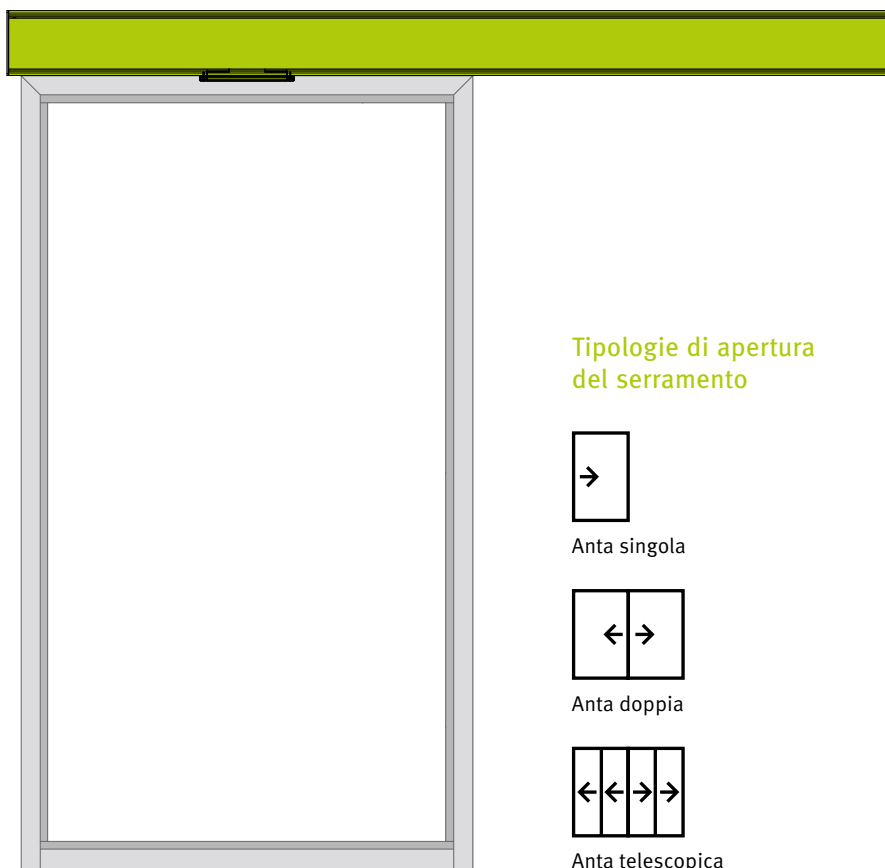 Tipologie di apertura
del serramento
Anta singola
Anta doppia
Anta telescopica